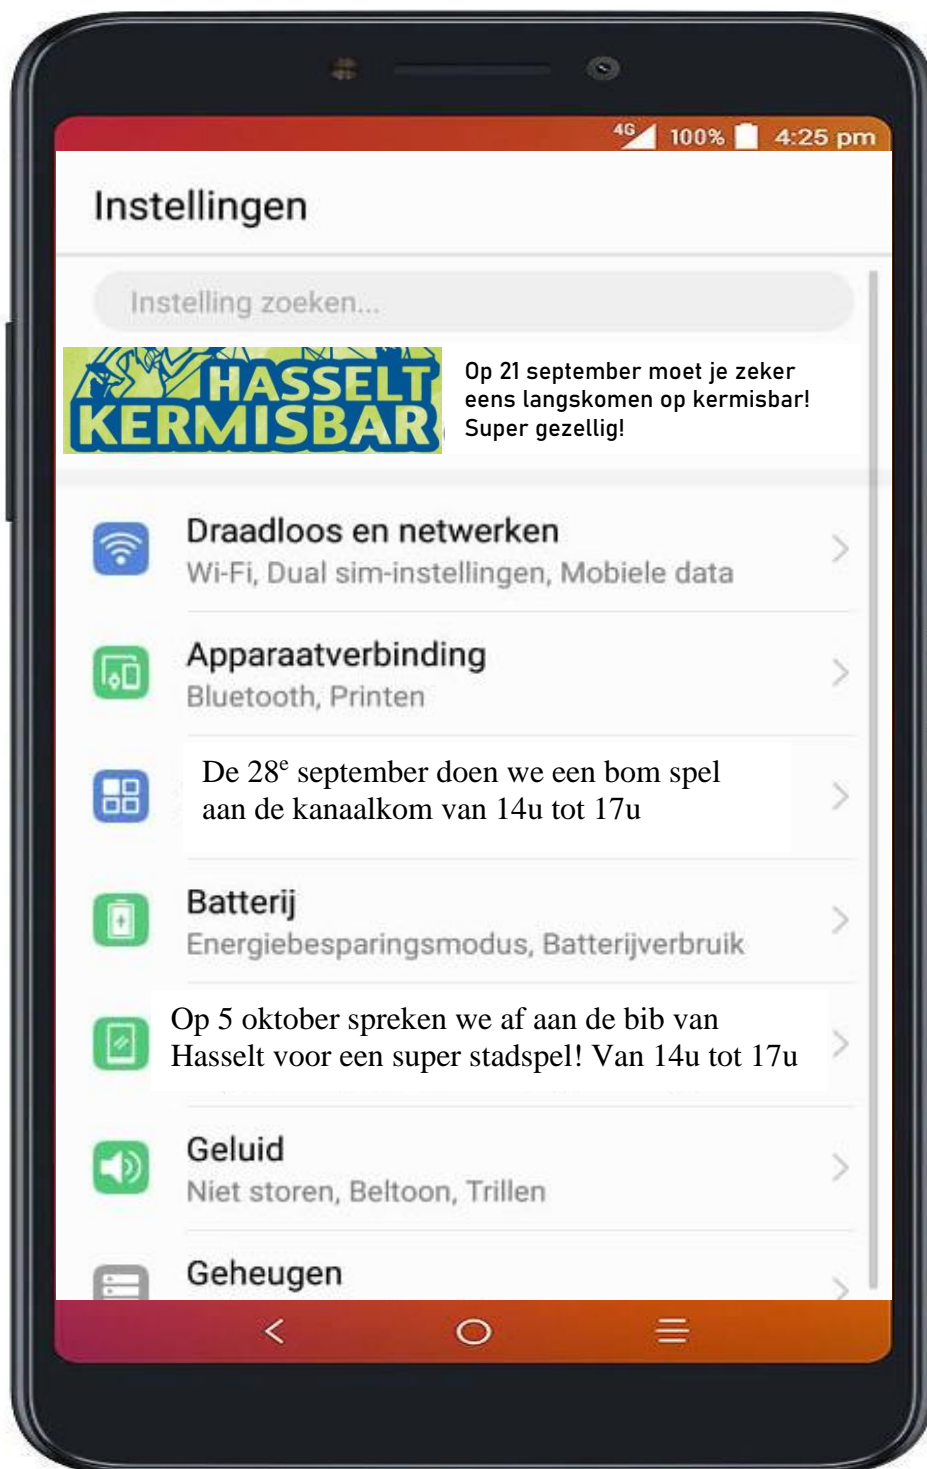 4G 100% 4:25 pm
Instellingen
Instelling zoeken...
HASSELT
KERMISBAR
Op 21 september moet je zeker
eens langskomen op kermisbar!
Super gezellig!
Draadloos en netwerken
Wi-Fi, Dual sim-instellingen, Mobiele data
Apparaatverbinding
Bluetooth, Printen
De 28e september doen we een bom spel
aan de kanaalkom van 14u tot 17u
Batterij
Energiebesparingsmodus, Batterijverbruik
Op 5 oktober spreken we af aan de bib van
Hasselt voor een super stadspel! Van 14u tot 17u
Geluid
Niet storen, Beltoon, Trillen
Geheugen